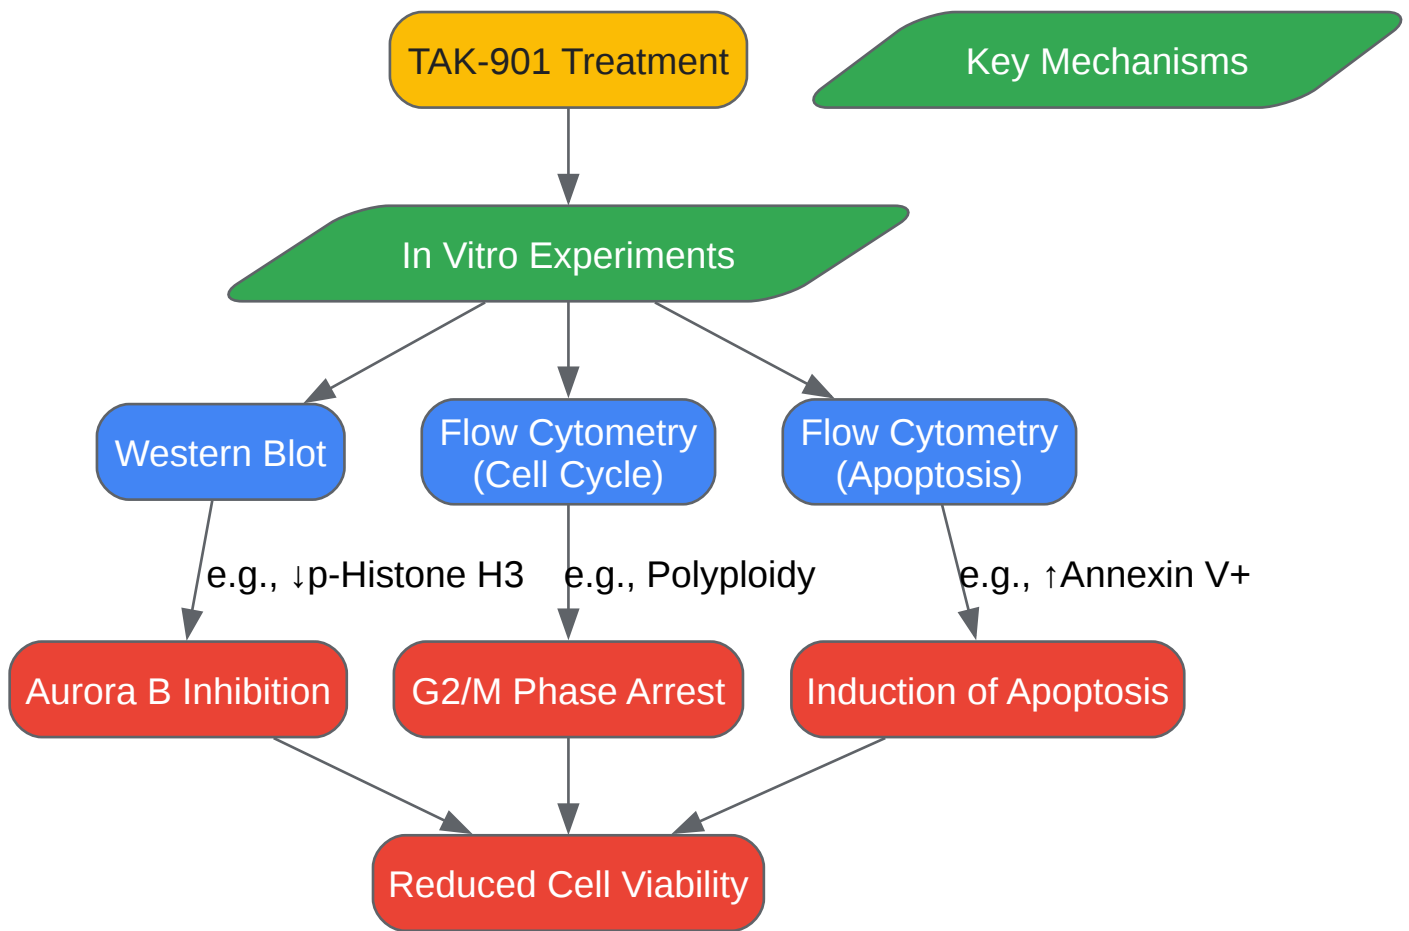 TAK-901 Treatment
Key Mechanisms
In Vitro Experiments
Western Blot
Flow Cytometry
(Cell Cycle)
Flow Cytometry
(Apoptosis)
e.g., ↓p-Histone H3
e.g., Polyploidy
e.g., ↑Annexin V+
Aurora B Inhibition
G2/M Phase Arrest
Induction of Apoptosis
Reduced Cell Viability